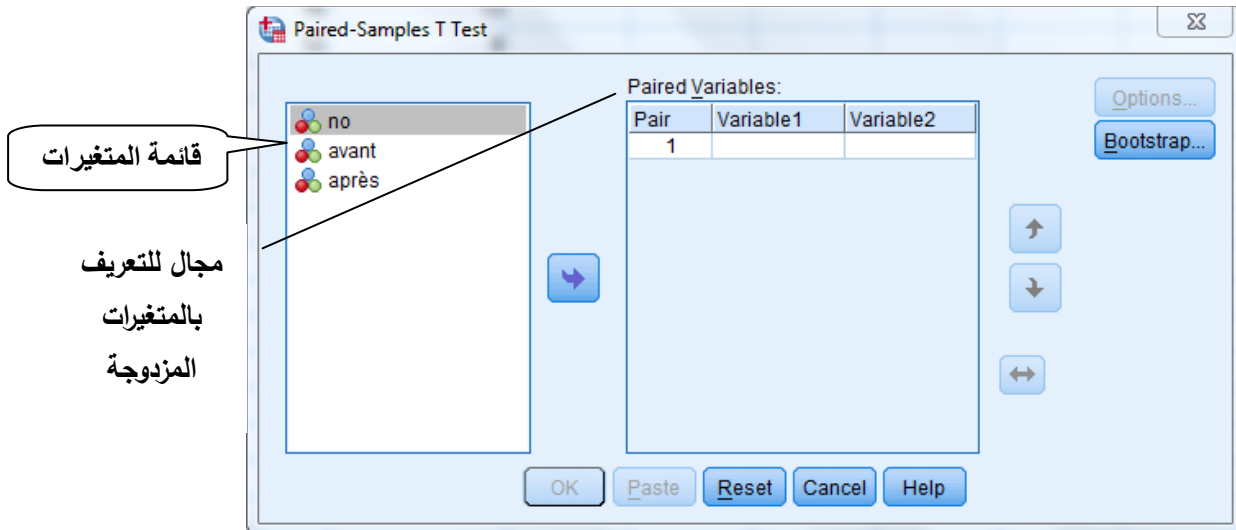 Paired-Samples T Test
Paired Variables:
Options...
Bootstrap...
no
avant
après
Pair Variable1 Variable2
1
قائمة المتغيرات
مجال للتعريف
بالمتغيرات
المزدوجة
OK Paste Reset Cancel Help